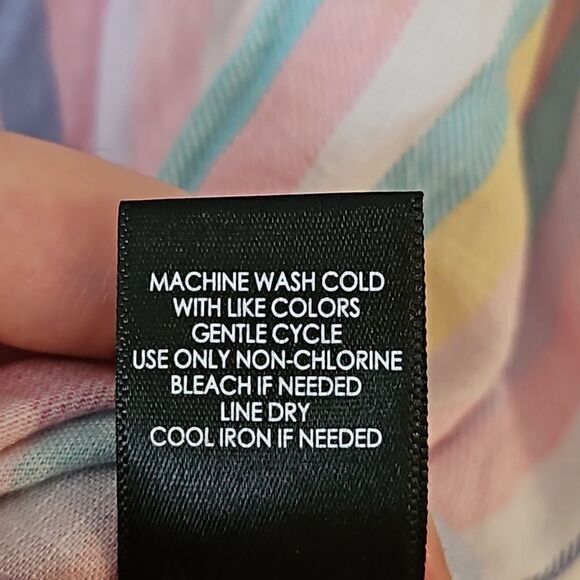 MACHINE WASH COLD
WITH LIKE COLORS
GENTLE CYCLE
USE ONLY NON-CHLORINE
BLEACH IF NEEDED
LINE DRY
COOL IRON IF NEEDED